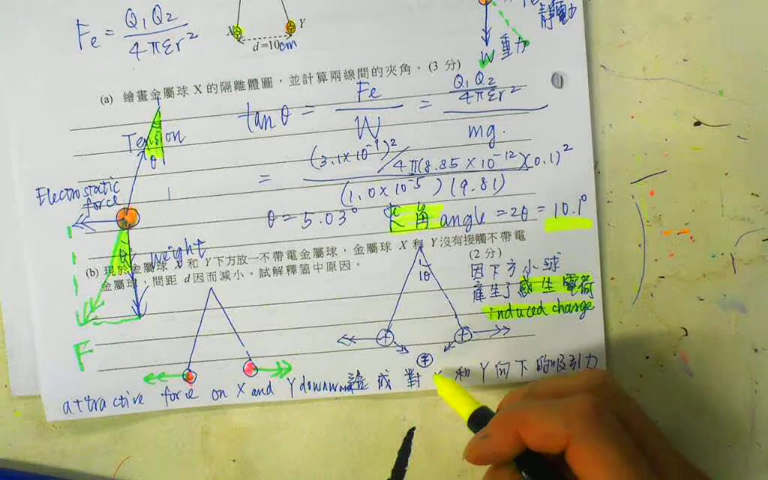 Fe = Q₁Q₂ / 4πεr²
X Y
d = 10cm
靜電力
W 重力
(a) 繪畫金屬球 X 的隔離體圖，並計算兩線間的夾角。(3 分)
Tension
θ
tan θ = Fe / W = (Q₁Q₂ / 4πεr²) / mg.
= (3.1×10⁻⁹)² / 4π(8.85×10⁻¹²)(0.1)² / (1.0×10⁻⁵)(9.81)
Electrostatic force
θ = 5.03° 夾角 angle = 2θ = 10.1°
weight
θ
(b) 現於金屬球 X 和 Y 下方放一不帶電金屬球，金屬球 X 和 Y 沒有接觸不帶電
金屬球，間距 d 因而減小。試解釋箇中原因。 (2 分)
因下方小球
產生了感生電荷
induced charge
F
attractive force on X and Y downward 造成對 和 Y 向下的吸引力